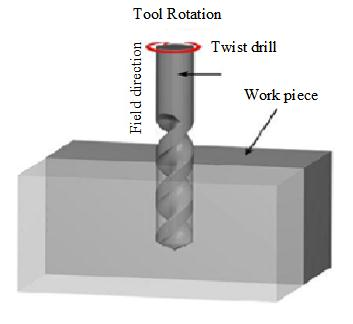 Tool Rotation
Twist drill
Field direction
Work piece